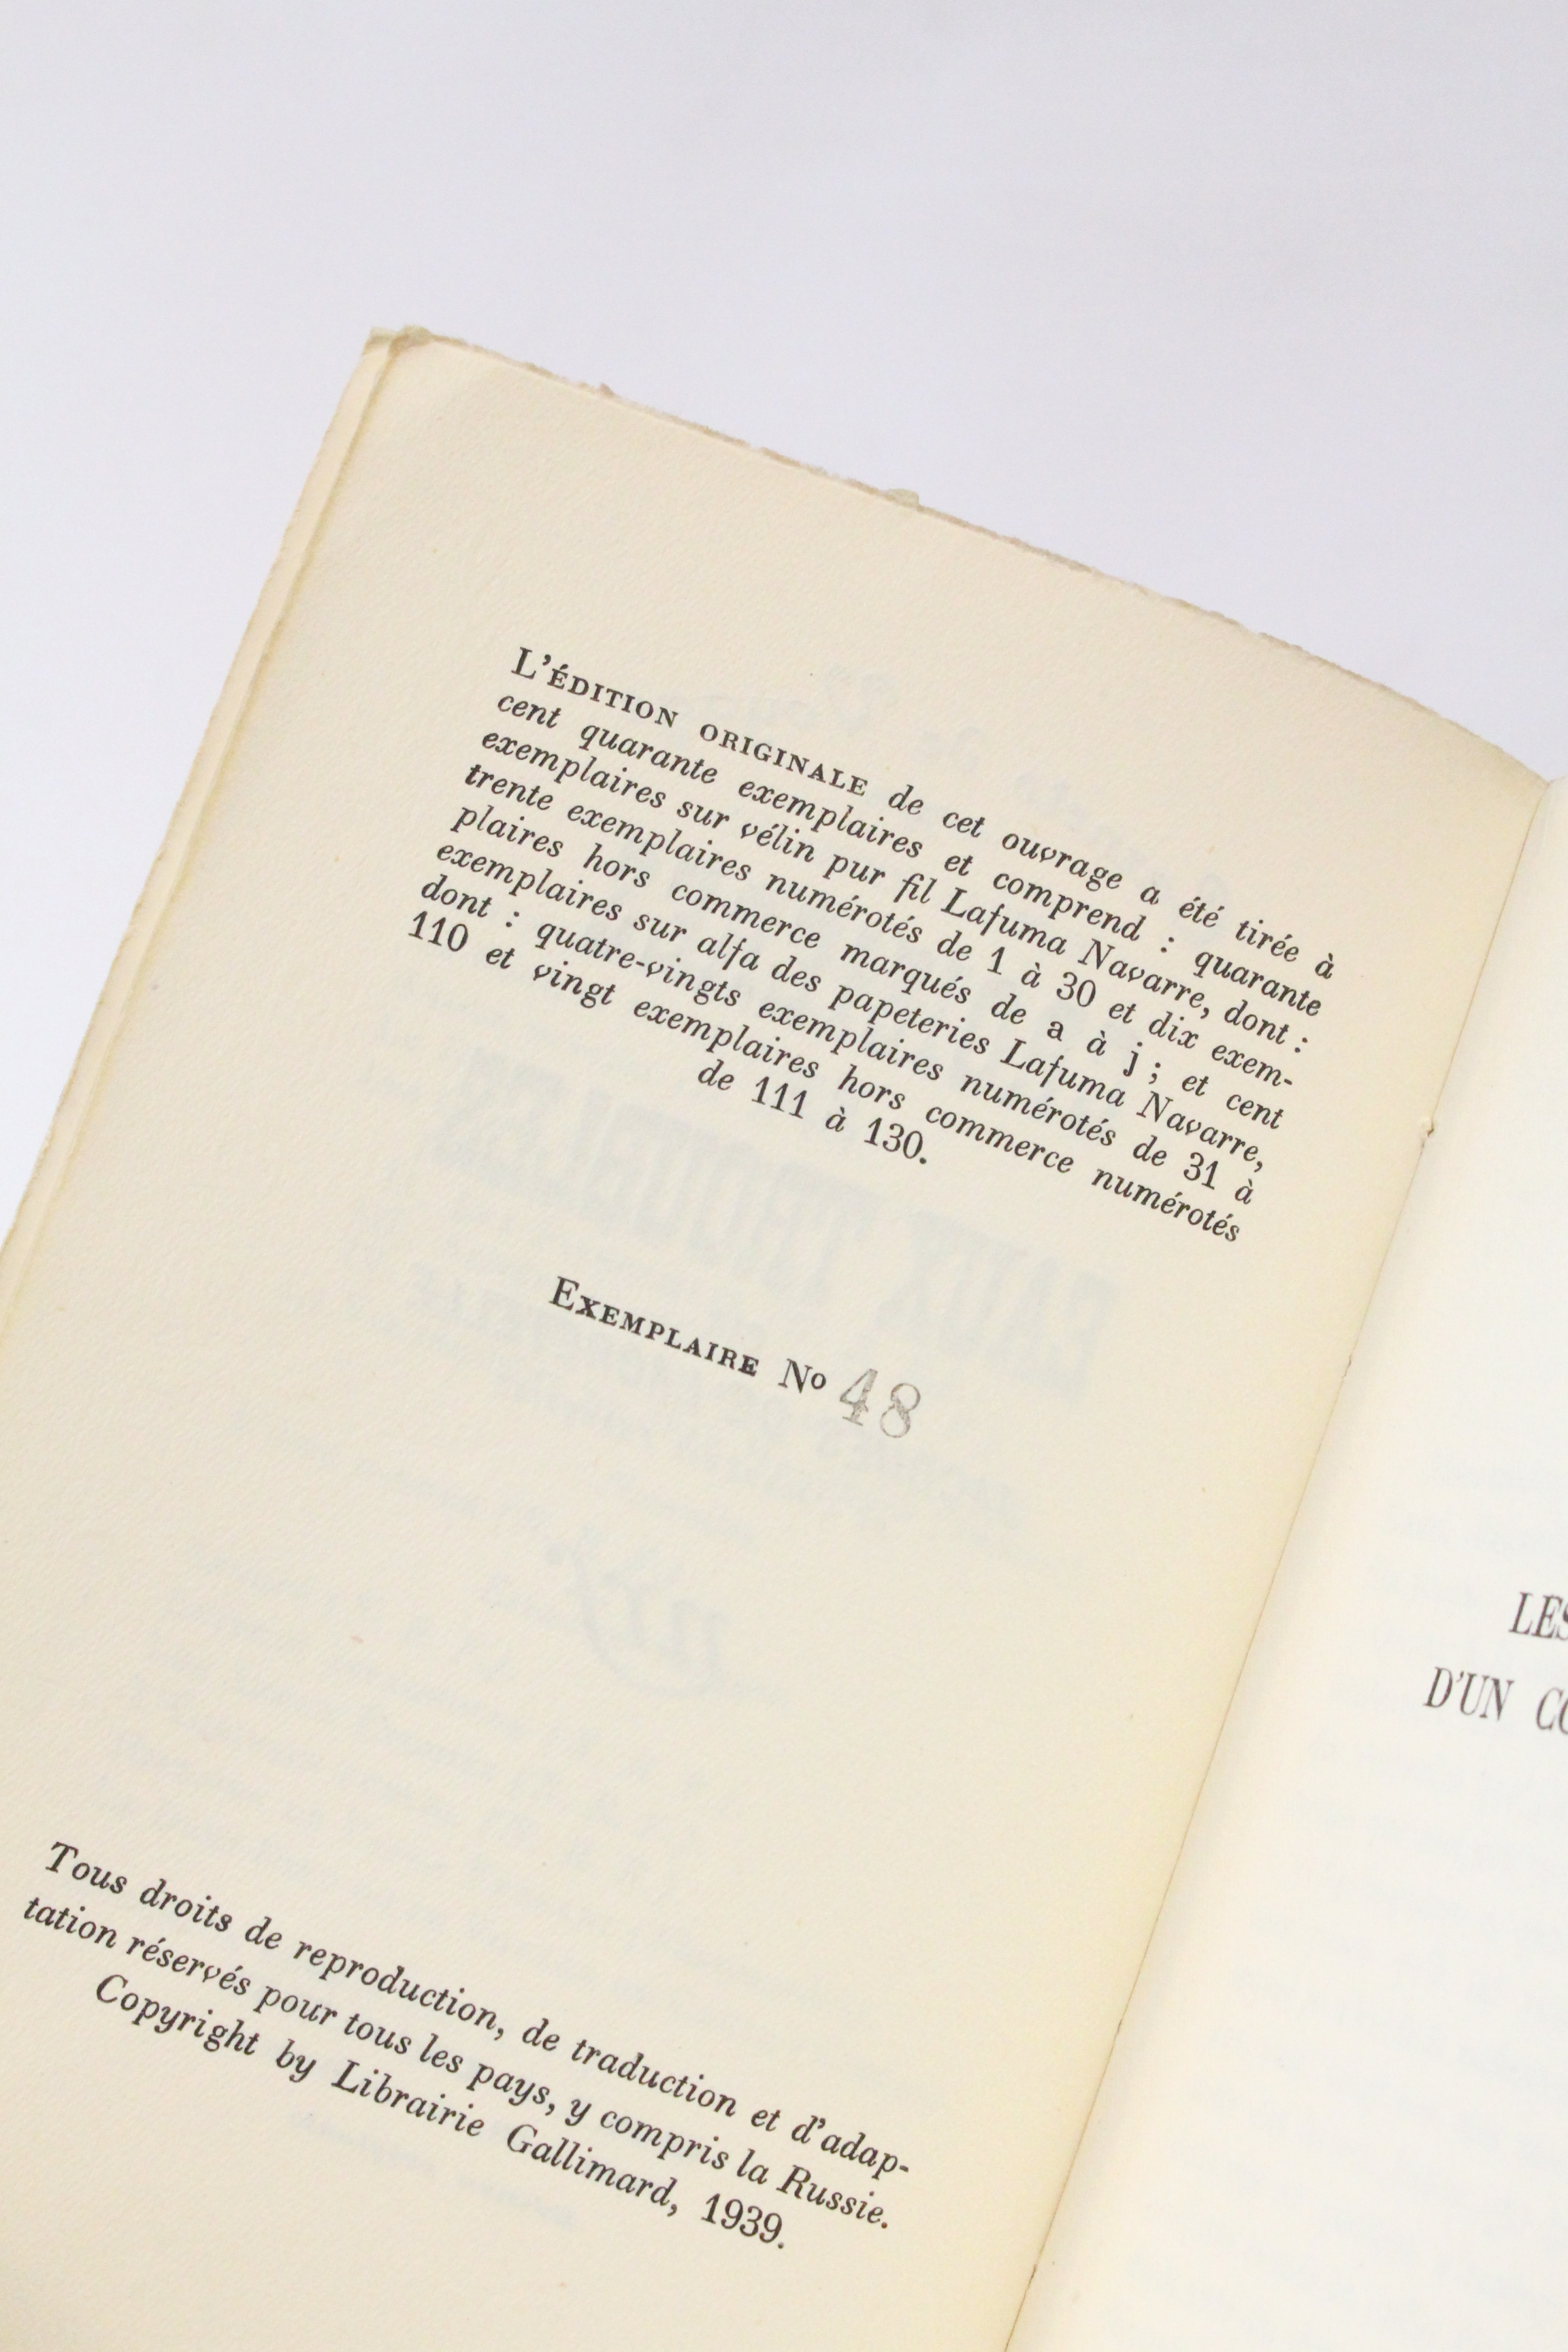 L'ÉDITION ORIGINALE de cet ouvrage a été tirée à
cent quarante exemplaires et comprend : quarante
exemplaires sur vélin pur fil Lafuma Navarre, dont :
trente exemplaires numérotés de 1 à 30 et dix exem-
plaires hors commerce marqués de a à j ; et cent
exemplaires sur alfa des papeteries Lafuma Navarre,
dont : quatre-vingts exemplaires numérotés de 31 à
110 et vingt exemplaires hors commerce numérotés
de 111 à 130.
EXEMPLAIRE No 48
Tous droits de reproduction, de traduction et d'adap-
tation réservés pour tous les pays, y compris la Russie.
Copyright by Librairie Gallimard, 1939.
LES
D'UN CO